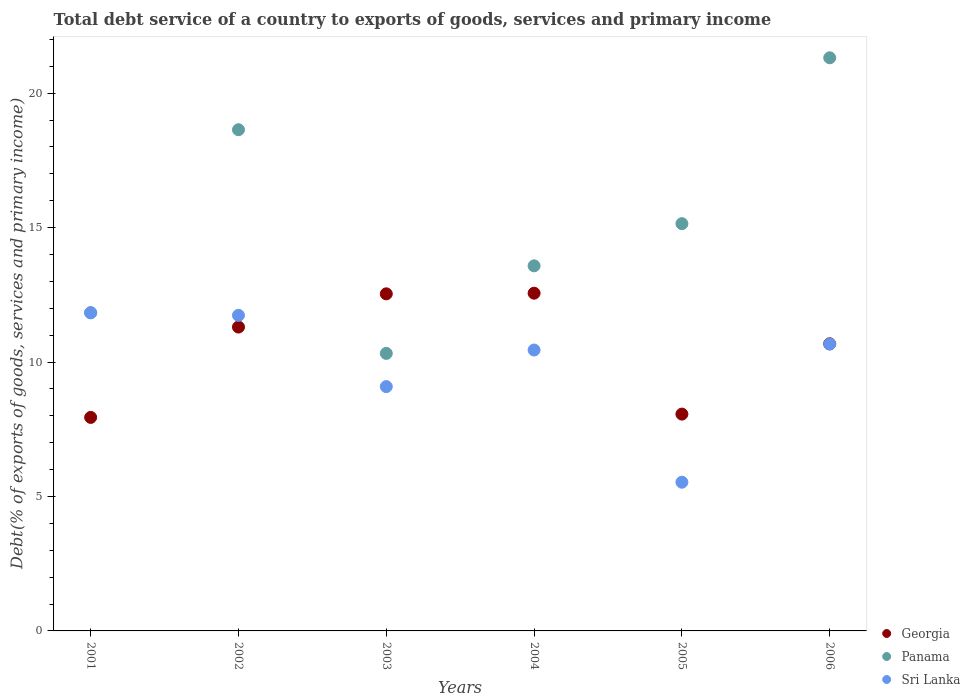 Total debt service of a country to exports of goods, services and primary income
Debt(% of exports of goods, services and primary income)
20
15
10
5
0
2001
2002
2003
2004
2005
2006
Years
Georgia
Panama
Sri Lanka